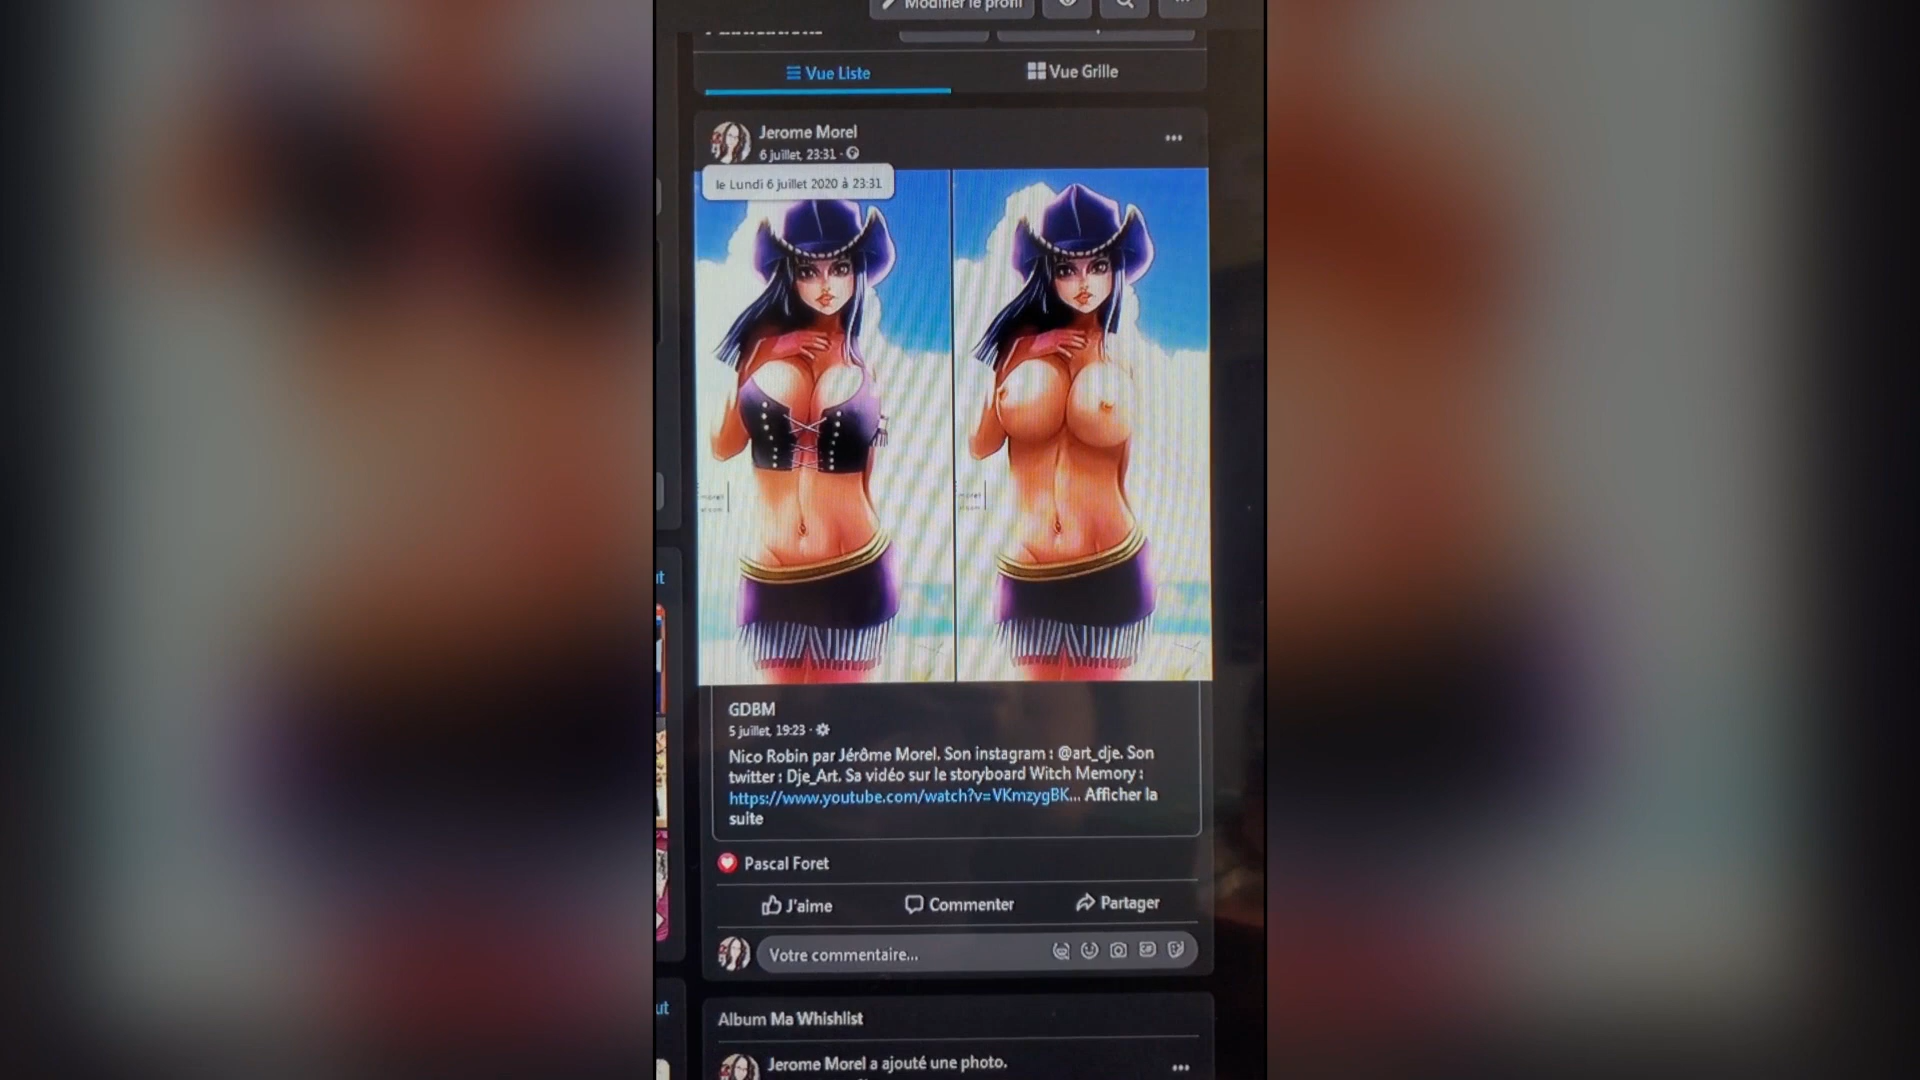 Modifier le profil
Vue Liste
Vue Grille
Jerome Morel
6 juillet, 23:31 ·
le Lundi 6 juillet 2020 à 23:31
GDBM
5 juillet, 19:23 ·
Nico Robin par Jérôme Morel. Son instagram : @art_dje. Son
twitter : Dje_Art. Sa vidéo sur le storyboard Witch Memory :
https://www.youtube.com/watch?v=VKmzygBK... Afficher la
suite
Pascal Foret
J'aime
Commenter
Partager
Votre commentaire...
ut
Album Ma Whishlist
Jerome Morel a ajouté une photo.